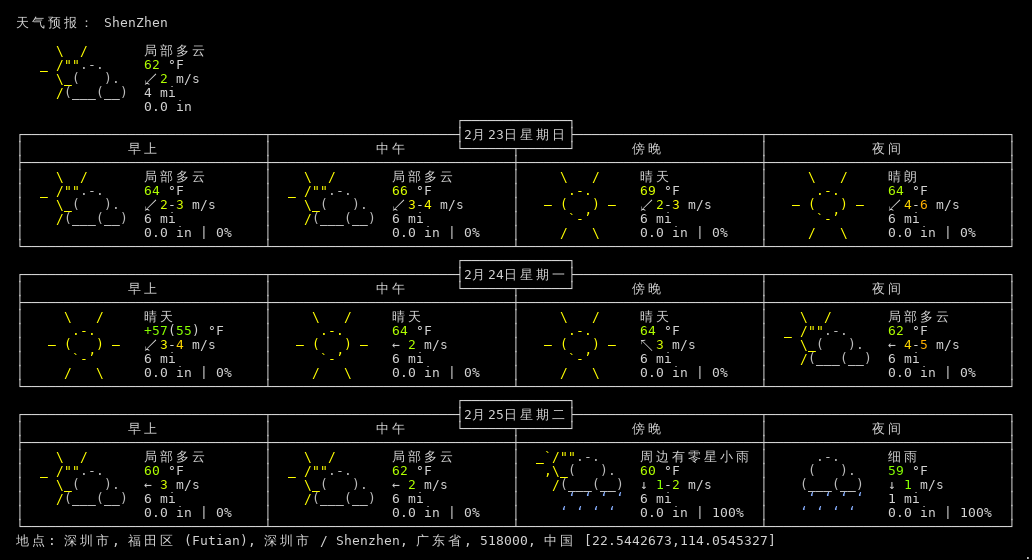 天气预报： ShenZhen
局部多云
62 °F
↙2 m/s
4 mi
0.0 in
2月23日星期日
早上 中午 傍晚 夜间
局部多云 局部多云 晴天 晴朗
64 °F 66 °F 69 °F 64 °F
↙2-3 m/s ↙3-4 m/s ↙2-3 m/s ↙4-6 m/s
6 mi 6 mi 6 mi 6 mi
0.0 in | 0% 0.0 in | 0% 0.0 in | 0% 0.0 in | 0%
2月24日星期一
早上 中午 傍晚 夜间
晴天 晴天 晴天 局部多云
+57(55) °F 64 °F 64 °F 62 °F
↙3-4 m/s ← 2 m/s ↖3 m/s ← 4-5 m/s
6 mi 6 mi 6 mi 6 mi
0.0 in | 0% 0.0 in | 0% 0.0 in | 0% 0.0 in | 0%
2月25日星期二
早上 中午 傍晚 夜间
局部多云 局部多云 周边有零星小雨 细雨
60 °F 62 °F 60 °F 59 °F
← 3 m/s ← 2 m/s ↓ 1-2 m/s ↓ 1 m/s
6 mi 6 mi 6 mi 1 mi
0.0 in | 0% 0.0 in | 0% 0.0 in | 100% 0.0 in | 100%
地点: 深圳市, 福田区 (Futian), 深圳市 / Shenzhen, 广东省, 518000, 中国 [22.5442673,114.0545327]